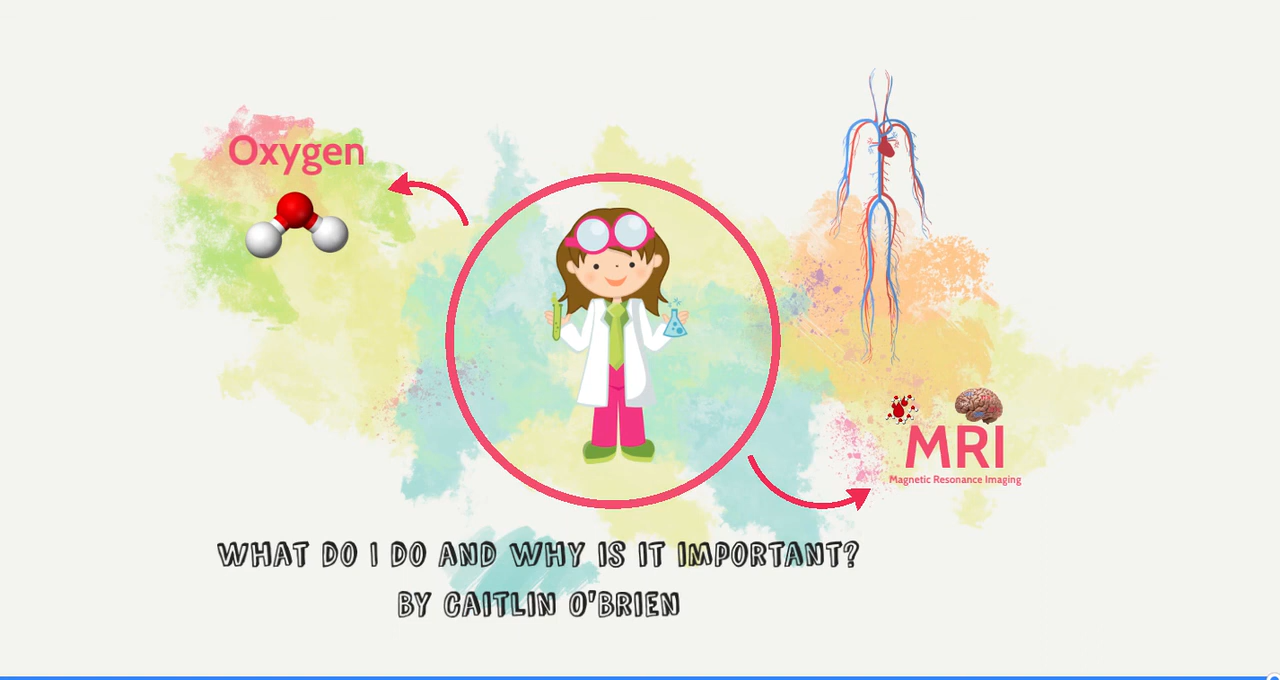 Oxygen
MRI
Magnetic Resonance Imaging
WHAT DO I DO AND WHY IS IT IMPORTANT?
BY CAITLIN O'BRIEN